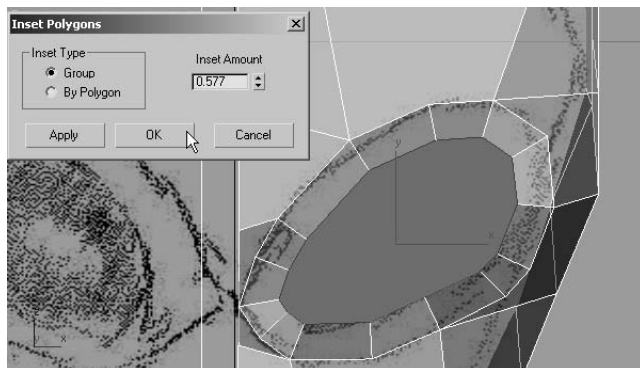 Inset Polygons
Inset Type
Group
By Polygon
Inset Amount
0.577
Apply
OK
Cancel
y
x
y
x